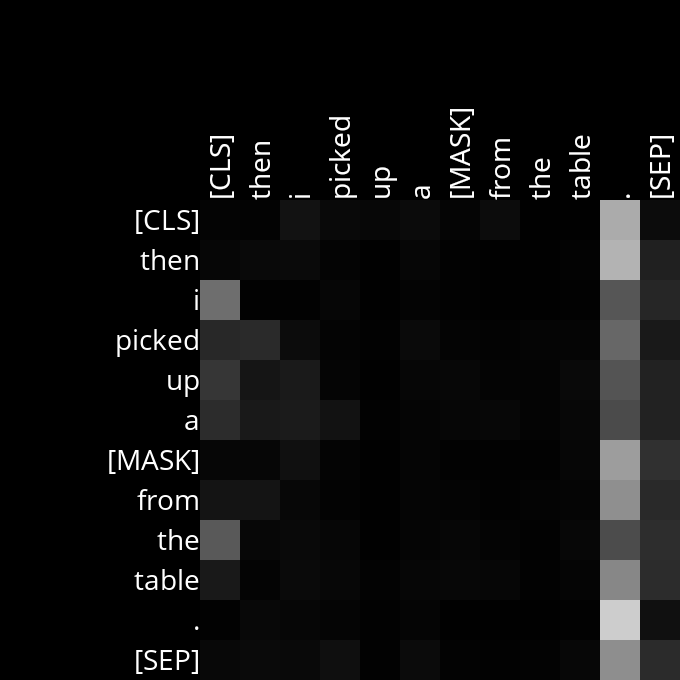 [CLS] then i picked up a [MASK] from the table . [SEP]
[CLS]
then
i
picked
up
a
[MASK]
from
the
table
.
[SEP]